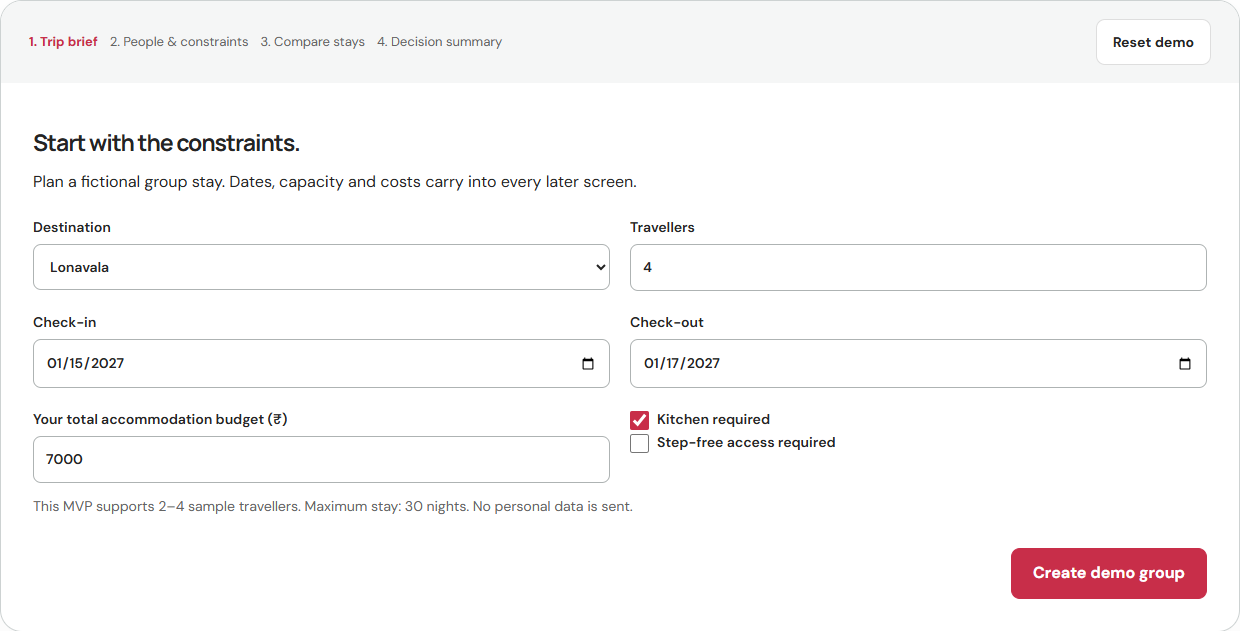 1. Trip brief 2. People & constraints 3. Compare stays 4. Decision summary
Reset demo
Start with the constraints.
Plan a fictional group stay. Dates, capacity and costs carry into every later screen.
Destination
Lonavala
Travellers
4
Check-in
01/15/2027
Check-out
01/17/2027
Your total accommodation budget (₹)
7000
Kitchen required
Step-free access required
This MVP supports 2–4 sample travellers. Maximum stay: 30 nights. No personal data is sent.
Create demo group